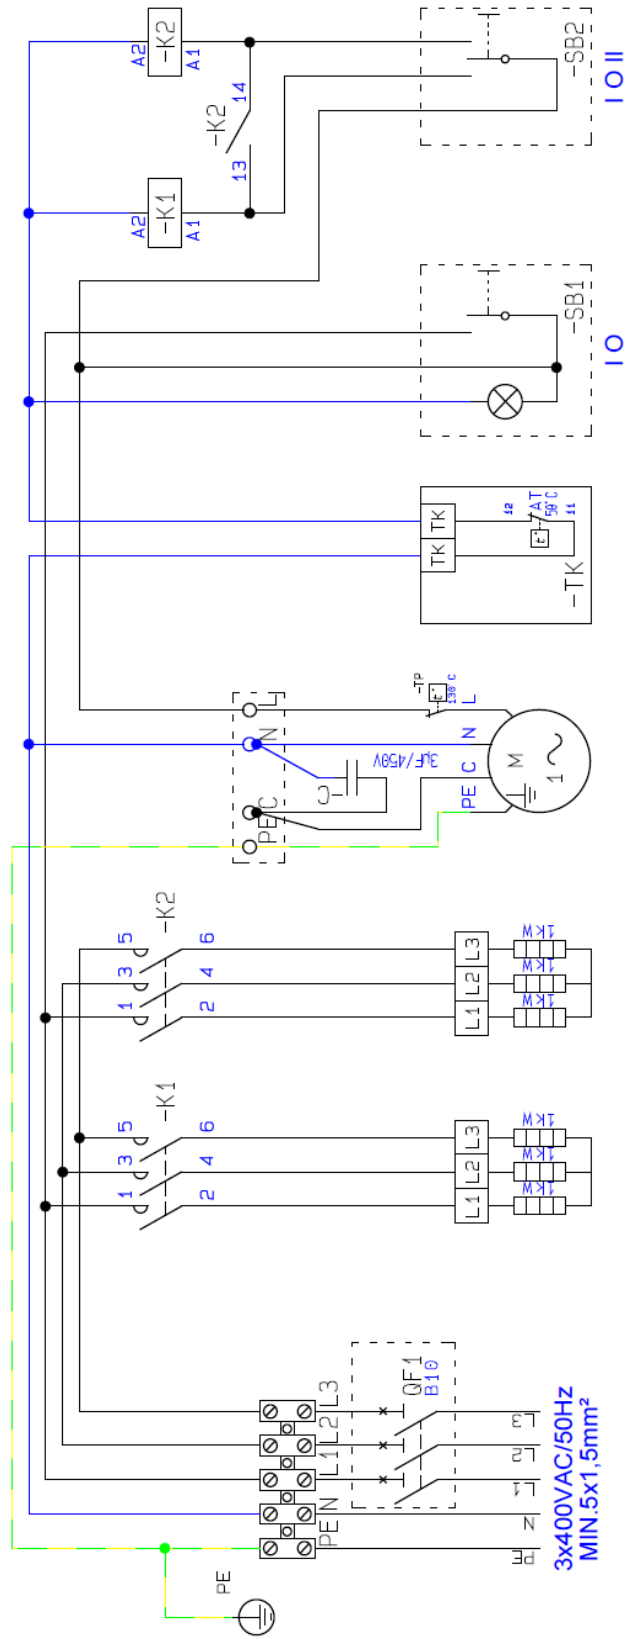 PE
PE N L1 L2 L3
QF1
B10
PE N L1 L2 L3
3x400VAC/50Hz
MIN.5x1,5mm²
1 3 5
-K1
2 4 6
L1 L2 L3
1kW 1kW 1kW
1 3 5
-K2
2 4 6
L1 L2 L3
1kW 1kW 1kW
PE C N L
-C
3µF/450V
-TP
t°
130°C
PE C N L
M
1 ~
TK TK
12
t°
AT
50°C
11
-TK
-SB1
I O
A2
-K1
A1
A2
-K2
A1
-K2
13 14
-SB2
I O II